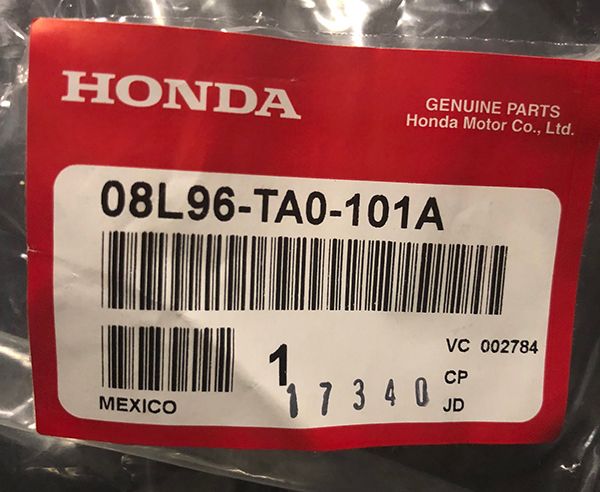 HONDA
GENUINE PARTS
Honda Motor Co., Ltd.
08L96-TA0-101A
1
VC 002784
CP
17340
JD
MEXICO